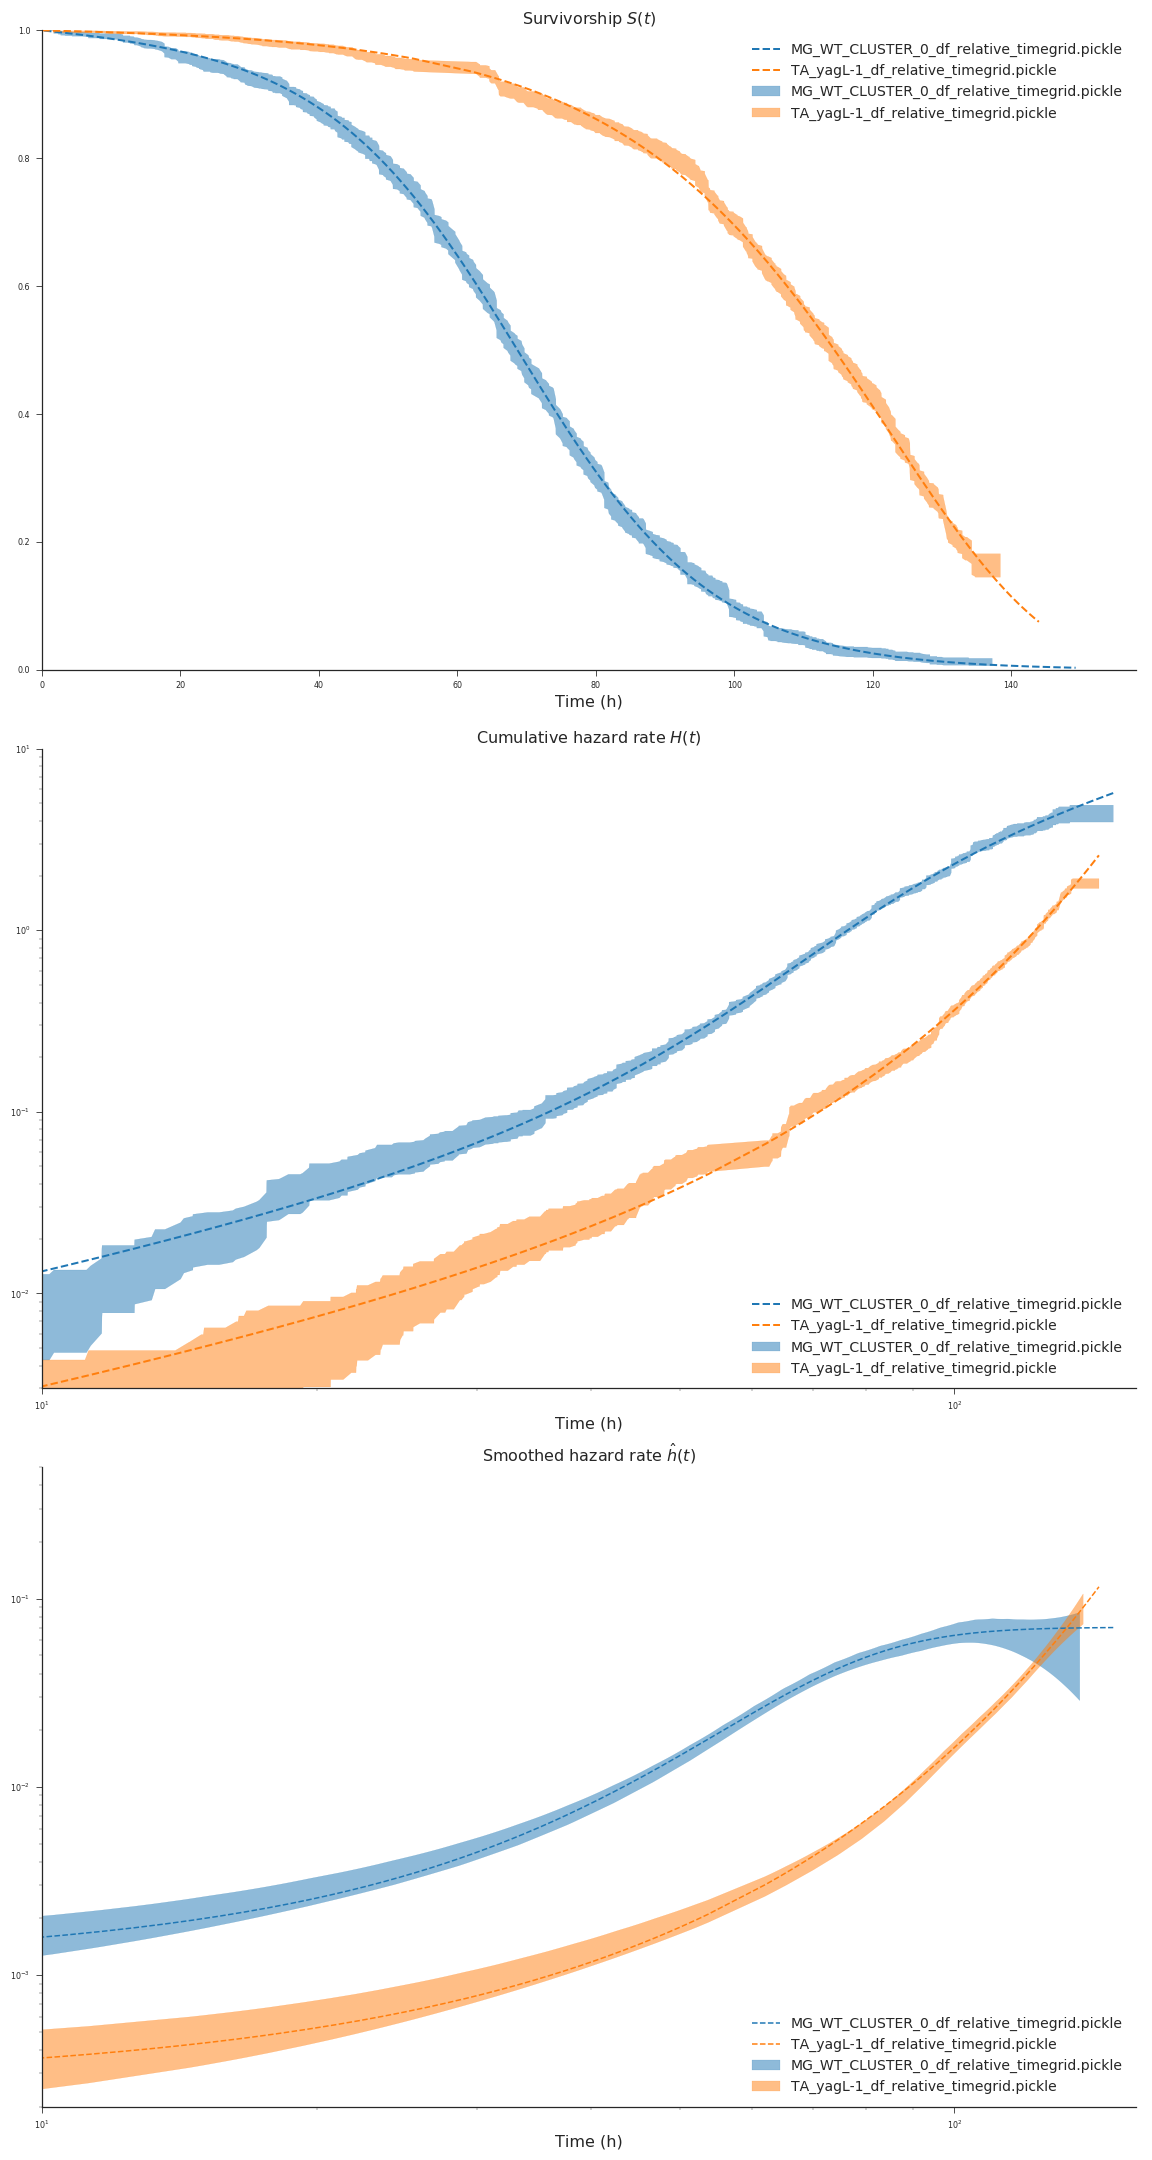 Survivorship S(t)
1.0
0.8
0.6
0.4
0.2
0.0
MG_WT_CLUSTER_0_df_relative_timegrid.pickle
TA_yagL-1_df_relative_timegrid.pickle
MG_WT_CLUSTER_0_df_relative_timegrid.pickle
TA_yagL-1_df_relative_timegrid.pickle
0 20 40 60 80 100 120 140
Time (h)
Cumulative hazard rate H(t)
10¹
10⁰
10⁻¹
10⁻²
MG_WT_CLUSTER_0_df_relative_timegrid.pickle
TA_yagL-1_df_relative_timegrid.pickle
MG_WT_CLUSTER_0_df_relative_timegrid.pickle
TA_yagL-1_df_relative_timegrid.pickle
10¹ 10²
Time (h)
Smoothed hazard rate ĥ(t)
10⁻¹
10⁻²
10⁻³
MG_WT_CLUSTER_0_df_relative_timegrid.pickle
TA_yagL-1_df_relative_timegrid.pickle
MG_WT_CLUSTER_0_df_relative_timegrid.pickle
TA_yagL-1_df_relative_timegrid.pickle
10¹ 10²
Time (h)